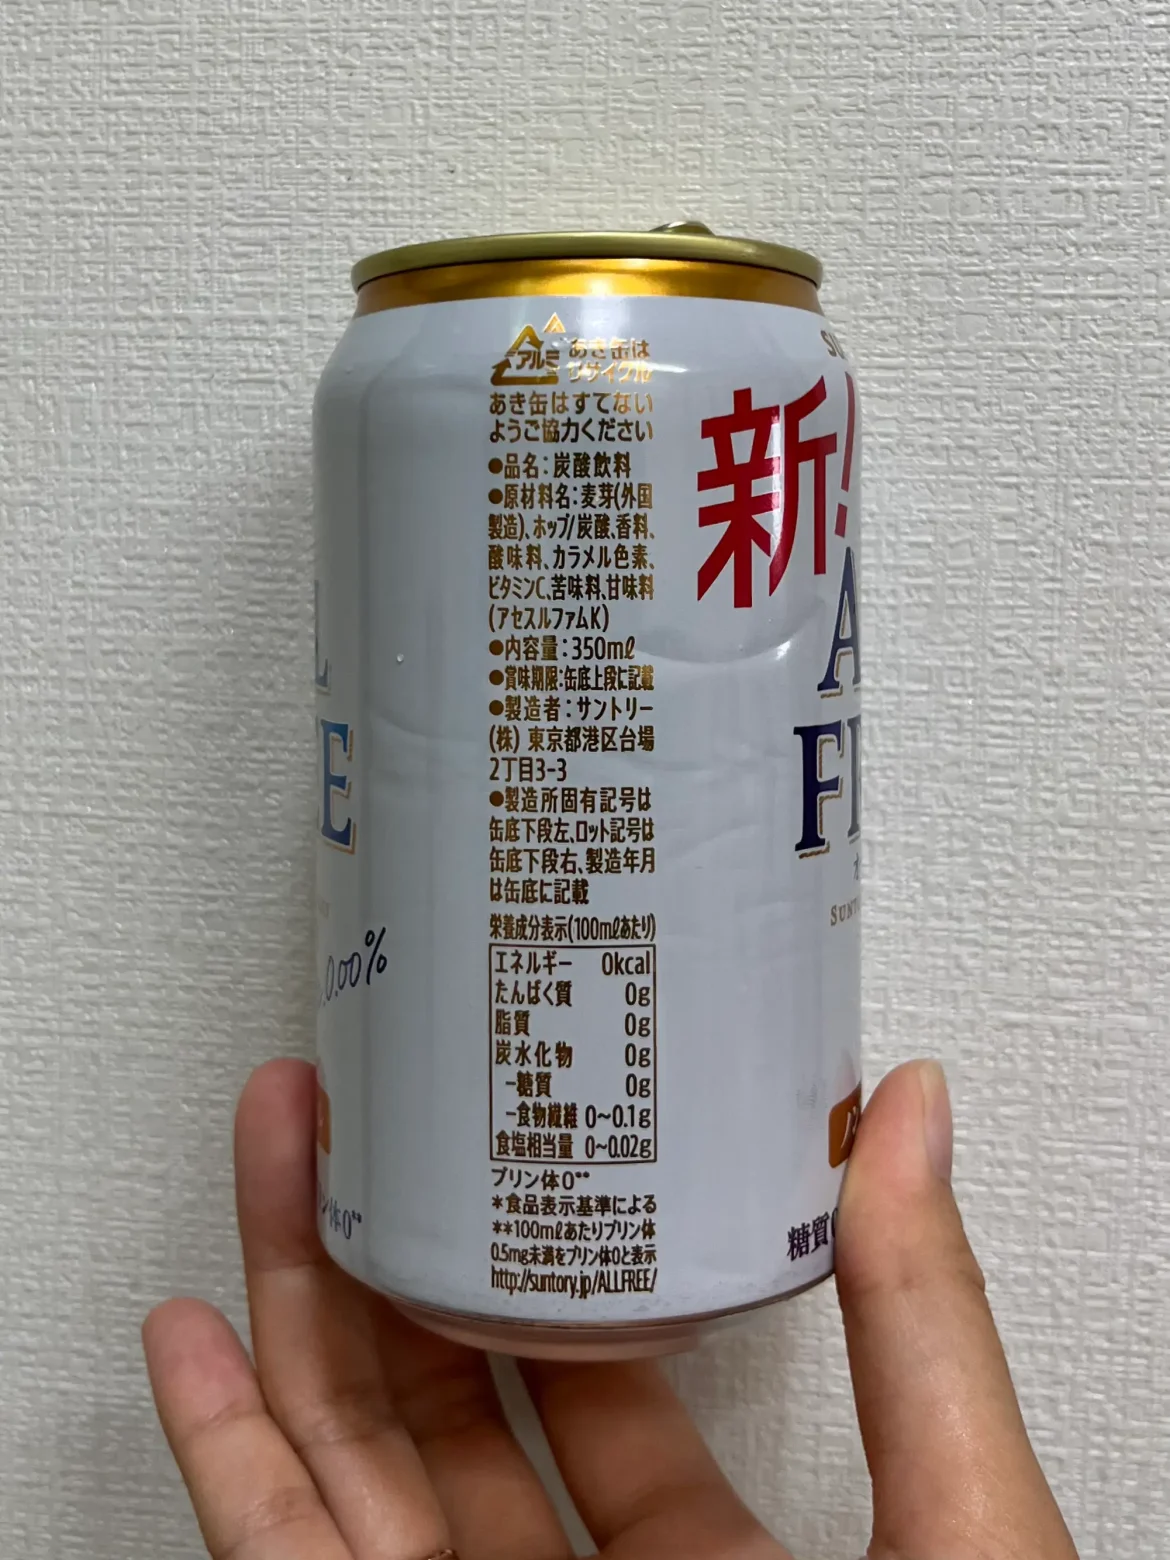 アルミ
あき缶は
リサイクル
あき缶はすてない
ようご協力ください
●品名：炭酸飲料
●原材料名：麦芽(外国
製造)、ホップ/炭酸、香料、
酸味料、カラメル色素、
ビタミンC、苦味料、甘味料
(アセスルファムK)
●内容量：350mℓ
●賞味期限：缶底上段に記載
●製造者：サントリー
(株) 東京都港区台場
2丁目3-3
●製造所固有記号は
缶底下段左、ロット記号は
缶底下段右、製造年月
は缶底に記載
栄養成分表示(100mℓあたり)
エネルギー 0kcal
たんぱく質 0g
脂質 0g
炭水化物 0g
-糖質 0g
-食物繊維 0～0.1g
食塩相当量 0～0.02g
プリン体0**
*食品表示基準による
**100mℓあたりプリン体
0.5mg未満をプリン体0と表示
http://suntory.jp/ALLFREE/
新!
A
F
SUNT
糖質
L
E
0.00%
ン体0**